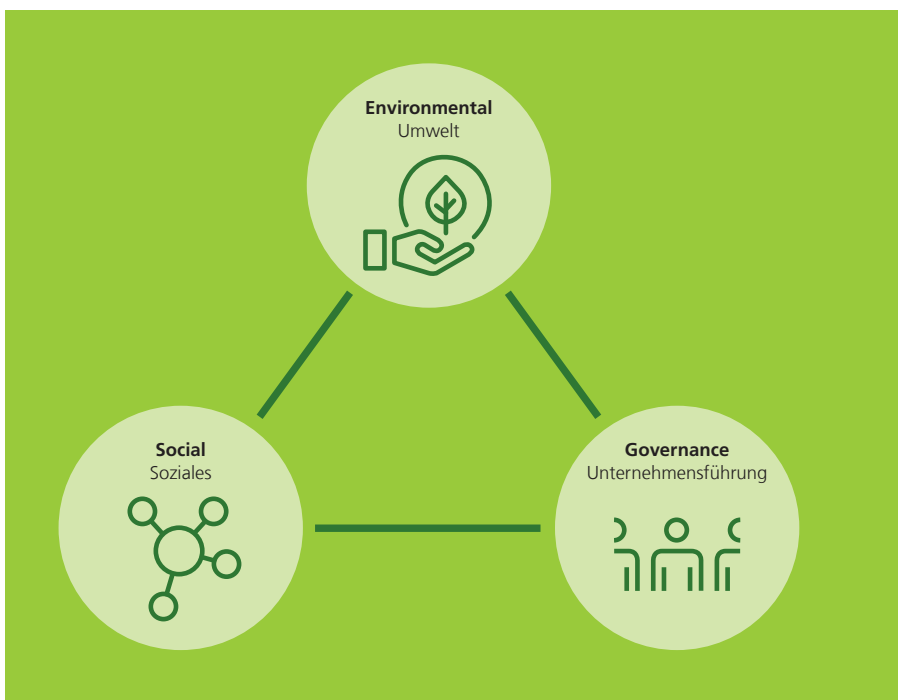 Environmental
Umwelt
Social
Soziales
Governance
Unternehmensführung